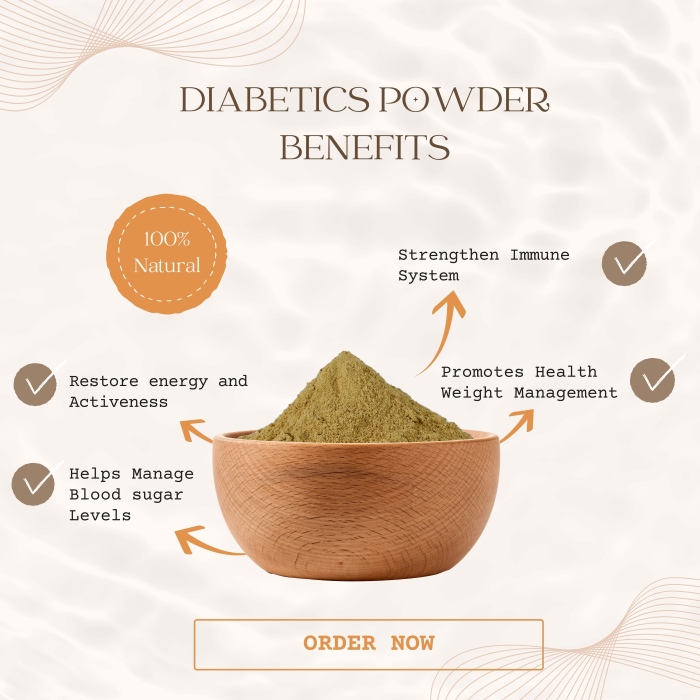 DIABETICS POWDER
BENEFITS
100%
Natural
Strengthen Immune
System
Promotes Health
Weight Management
Restore energy and
Activeness
Helps Manage
Blood sugar
Levels
ORDER NOW